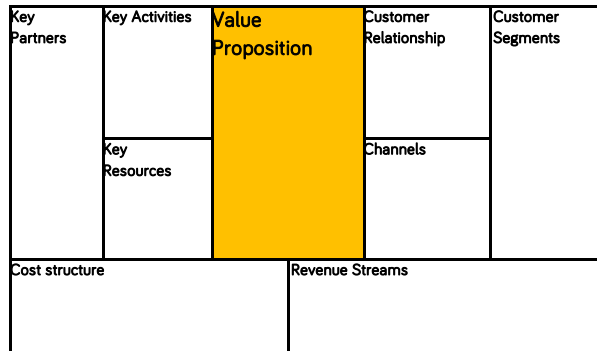 Key
Partners
Key Activities
Key
Resources
Value
Proposition
Customer
Relationship
Channels
Customer
Segments
Cost structure
Revenue Streams